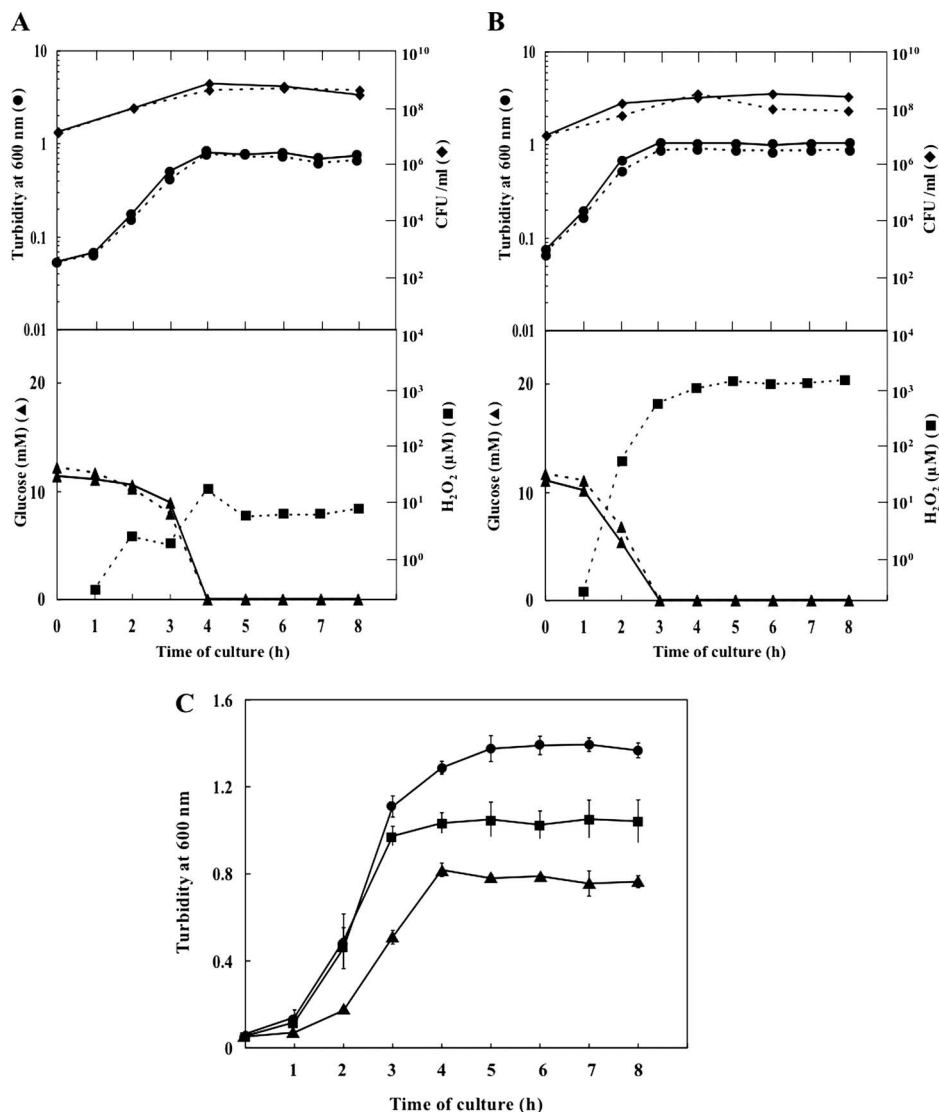 A
B
10
1
0.1
0.01
Turbidity at 600 nm (●)
10¹⁰
10⁸
10⁶
10⁴
10²
CFU /ml (◆)
10
1
0.1
0.01
Turbidity at 600 nm (●)
10¹⁰
10⁸
10⁶
10⁴
10²
CFU /ml (◆)
20
10
0
Glucose (mM) (▲)
10⁴
10³
10²
10¹
10⁰
H₂O₂ (µM) (■)
20
10
0
Glucose (mM) (▲)
10⁴
10³
10²
10¹
10⁰
H₂O₂ (µM) (■)
0 1 2 3 4 5 6 7 8
Time of culture (h)
0 1 2 3 4 5 6 7 8
Time of culture (h)
C
1.6
1.2
0.8
0.4
0
Turbidity at 600 nm
1 2 3 4 5 6 7 8
Time of culture (h)